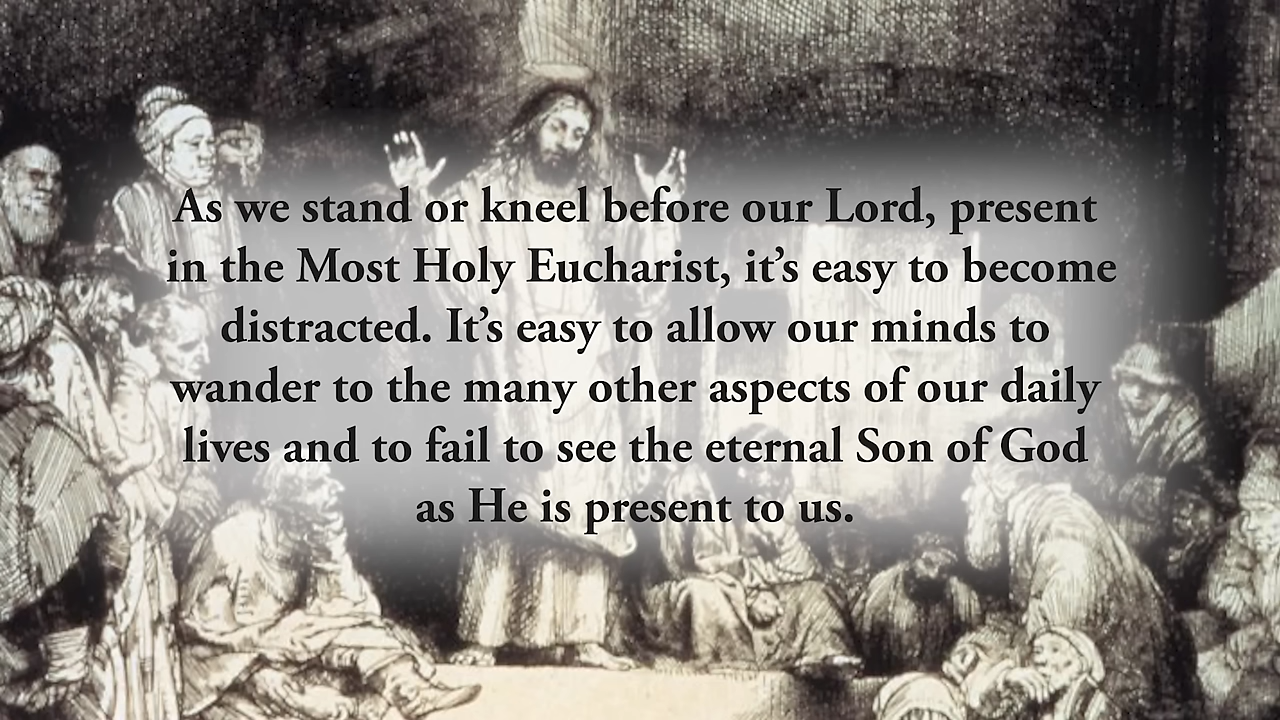 As we stand or kneel before our Lord, present
in the Most Holy Eucharist, it’s easy to become
distracted. It’s easy to allow our minds to
wander to the many other aspects of our daily
lives and to fail to see the eternal Son of God
as He is present to us.